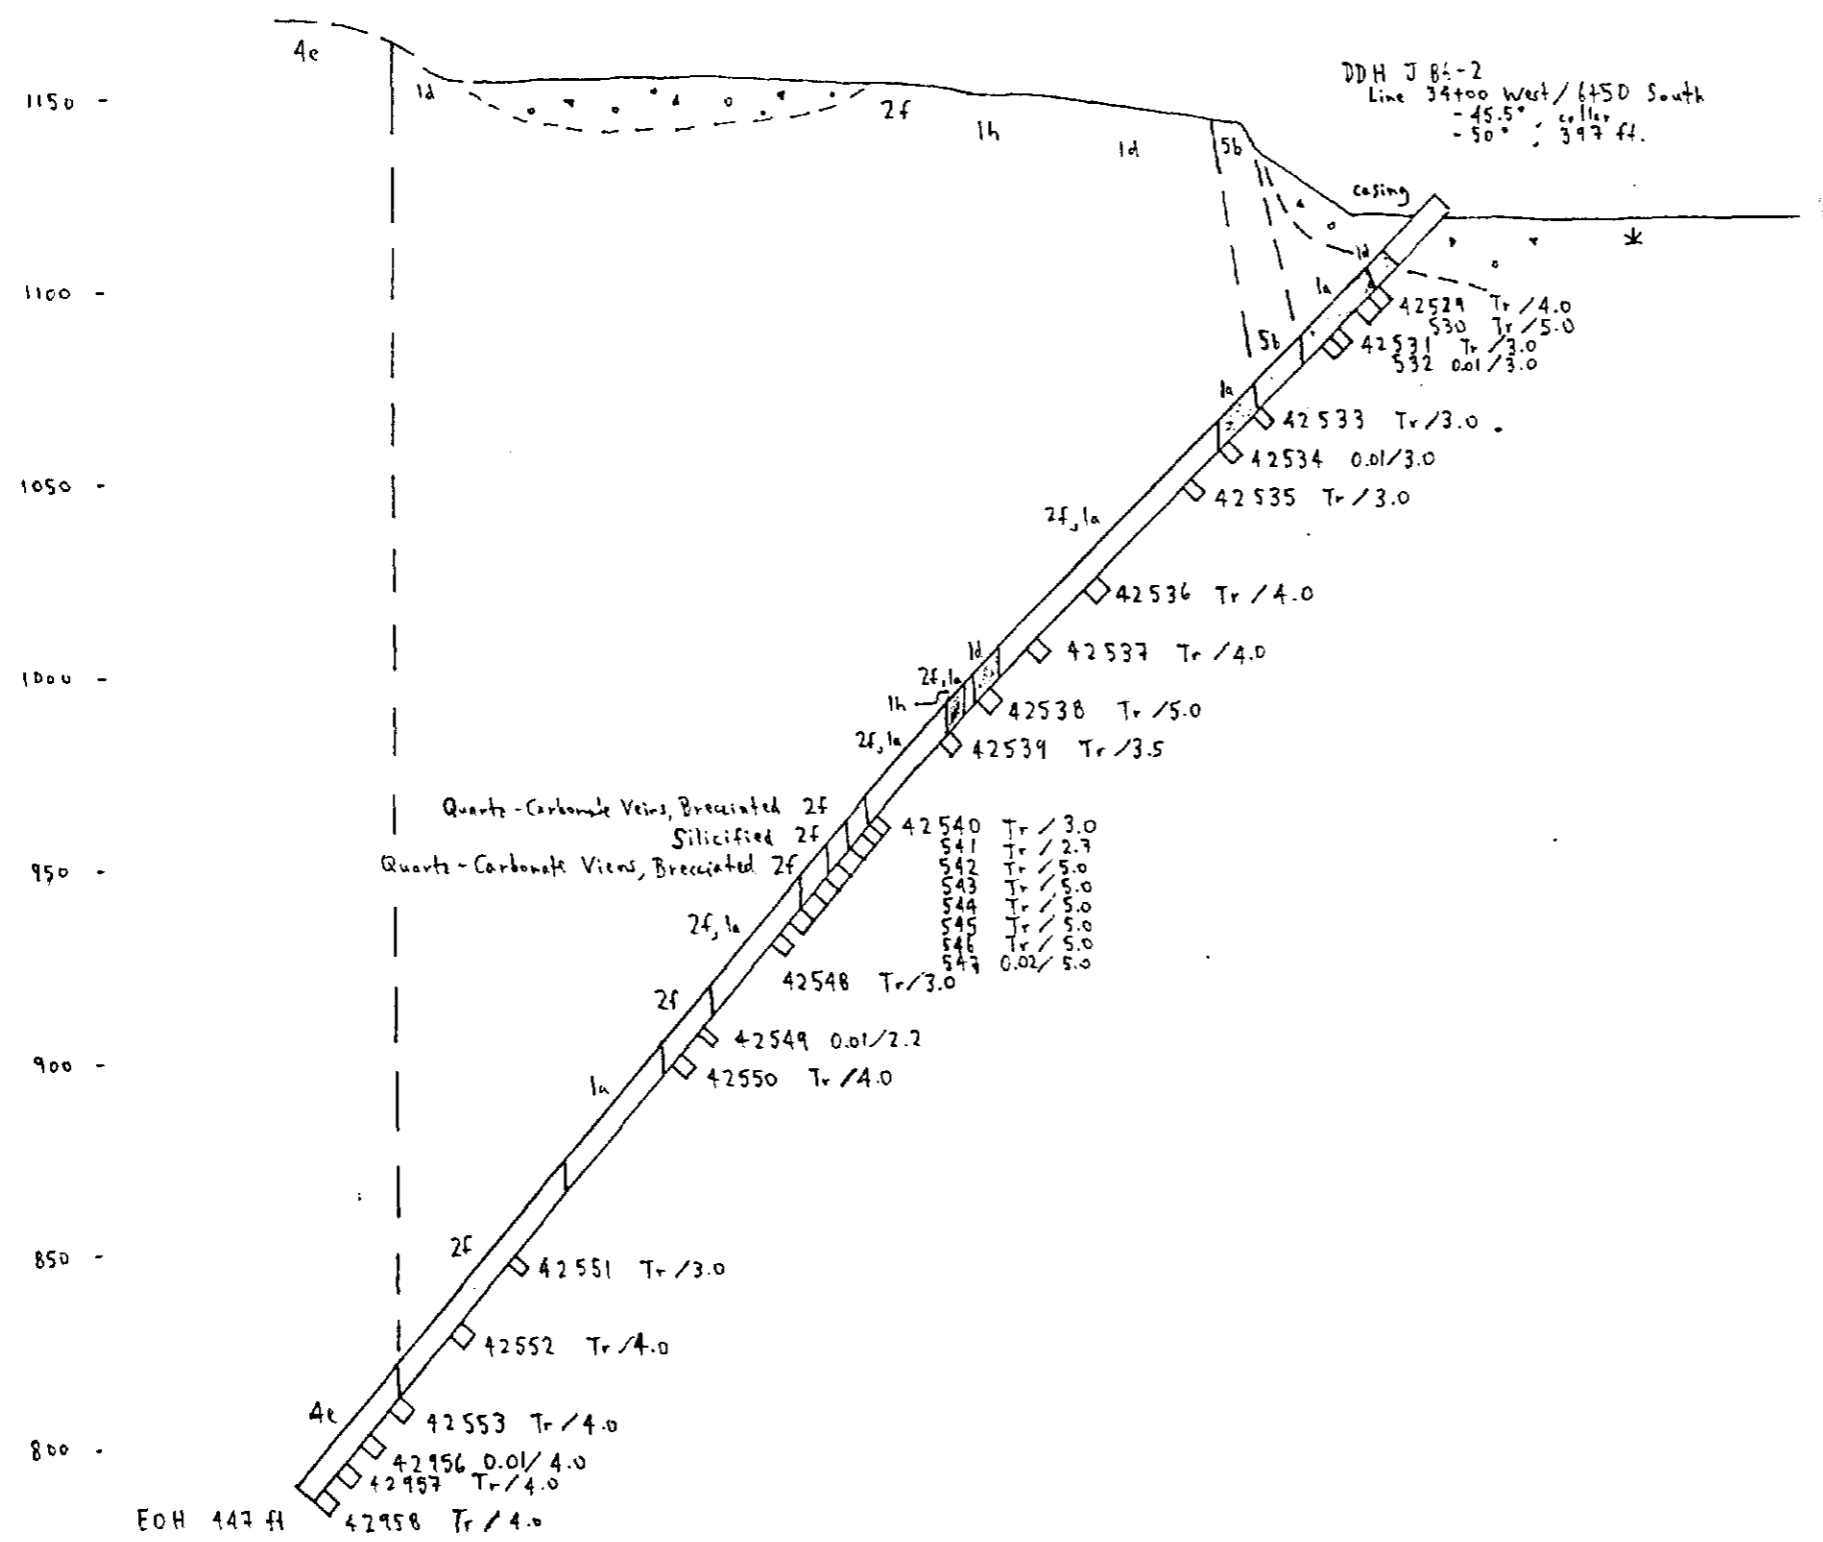 4e
1d
2f
1h
1d
5b
1150 -
DDH J 86-2
Line 34+00 West / 6+50 South
-45.5° ; collar
-50° ; 397 ft.
casing
1d
1a
1100 -
42529 Tr /4.0
530 Tr /5.0
42531 Tr /3.0
532 0.01/3.0
5b
1a
42533 Tr /3.0
42534 0.01/3.0
1050 -
42535 Tr /3.0
2f, 1a
42536 Tr /4.0
42537 Tr /4.0
1d
2f, 1a
1000 -
1h
42538 Tr /5.0
2f, 1a
42539 Tr /3.5
Quartz-Carbonate Veins, Brecciated 2f
Silicified 2f
Quartz-Carbonate Viens, Brecciated 2f
42540 Tr / 3.0
541 Tr / 2.7
542 Tr / 5.0
543 Tr / 5.0
544 Tr / 5.0
545 Tr / 5.0
546 Tr / 5.0
547 0.02/ 5.0
950 -
2f, 1a
42548 Tr/3.0
2f
42549 0.01/2.2
900 -
42550 Tr /4.0
1a
2f
850 -
42551 Tr /3.0
42552 Tr /4.0
4e
42553 Tr /4.0
800 -
42956 0.01/4.0
42957 Tr/4.0
EOH 447 ft
42958 Tr / 4.0